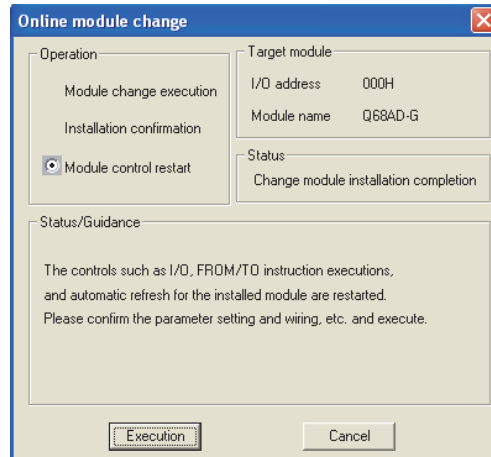 Online module change
Operation
Module change execution
Installation confirmation
Module control restart
Target module
I/O address 000H
Module name Q68AD-G
Status
Change module installation completion
Status/Guidance
The controls such as I/O, FROM/TO instruction executions,
and automatic refresh for the installed module are restarted.
Please confirm the parameter setting and wiring, etc. and execute.
Execution
Cancel